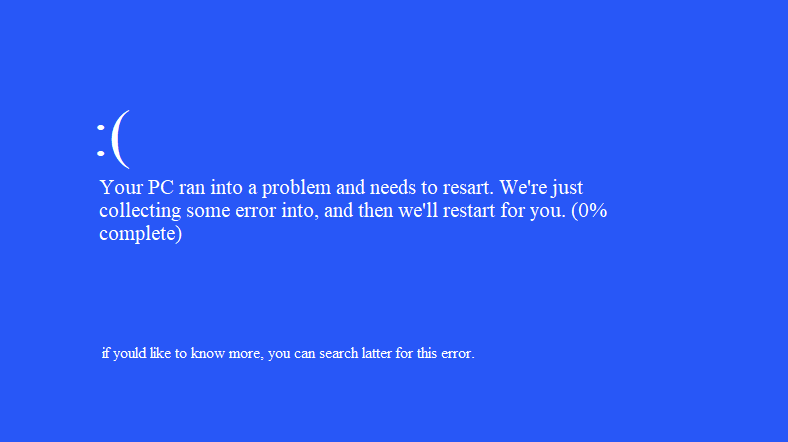 :(
Your PC ran into a problem and needs to resart. We're just
collecting some error into, and then we'll restart for you. (0%
complete)
if yould like to know more, you can search latter for this error.